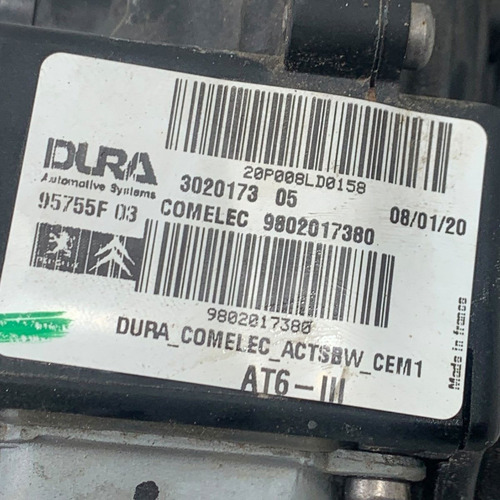 20P008LD0158
DURA
Automotive Systems
3020173 05
08/01/20
95755F 03 COMELEC 9802017380
PEUGEOT
9802017380
DURA_COMELEC_ACTSBW_CEM1
AT6-III
Made in france